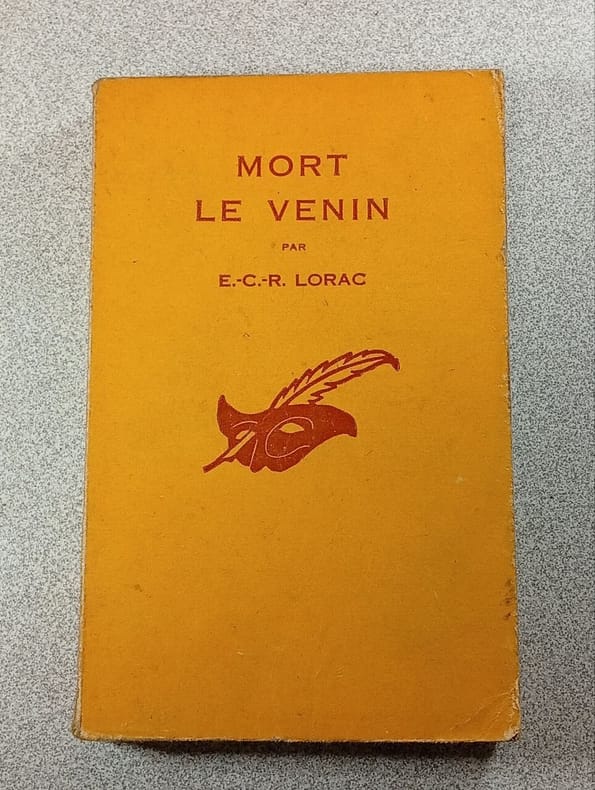 MORT
LE VENIN
PAR
E.-C.-R. LORAC